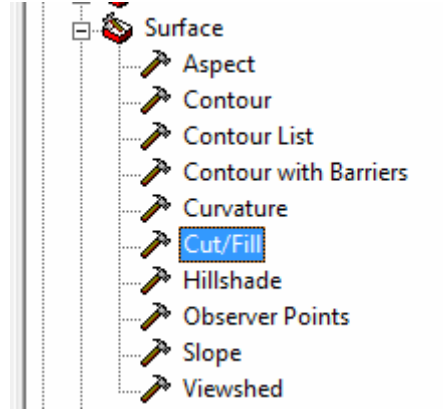 Surface
Aspect
Contour
Contour List
Contour with Barriers
Curvature
Cut/Fill
Hillshade
Observer Points
Slope
Viewshed